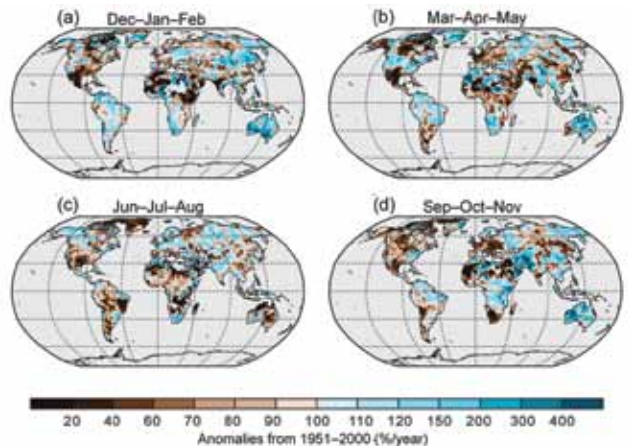 (a)
Dec–Jan–Feb
(b)
Mar–Apr–May
(c)
Jun–Jul–Aug
(d)
Sep–Oct–Nov
20 40 60 70 80 90 100 110 120 150 200 300 400
Anomalies from 1951–2000 (%/year)